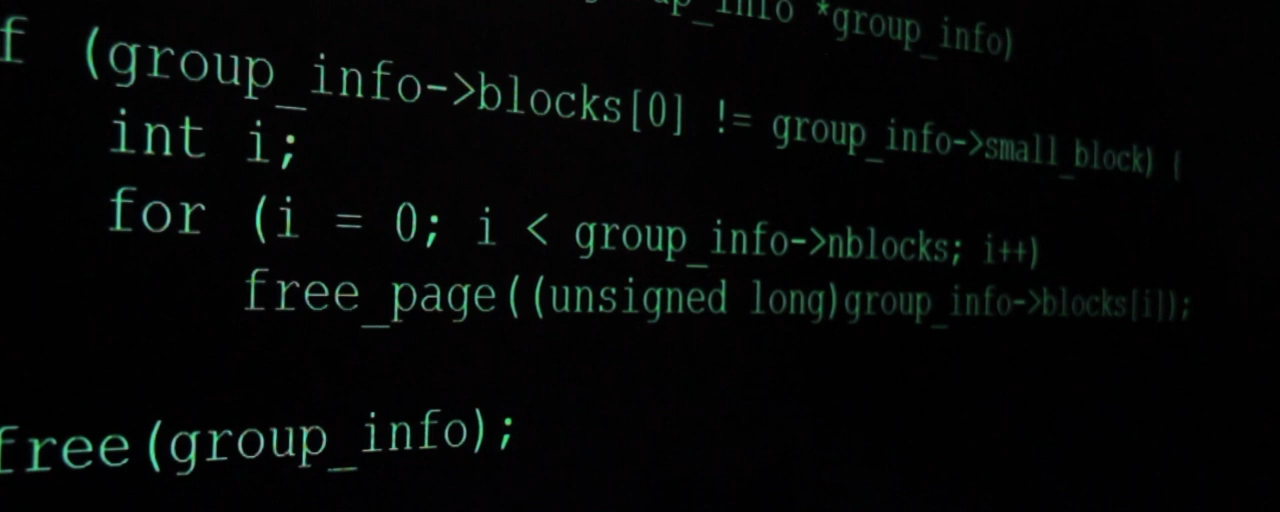 *group_info)
(group_info->blocks[0] != group_info->small_block) {
int i;
for (i = 0; i < group_info->nblocks; i++)
free_page((unsigned long)group_info->blocks[i]);
free(group_info);